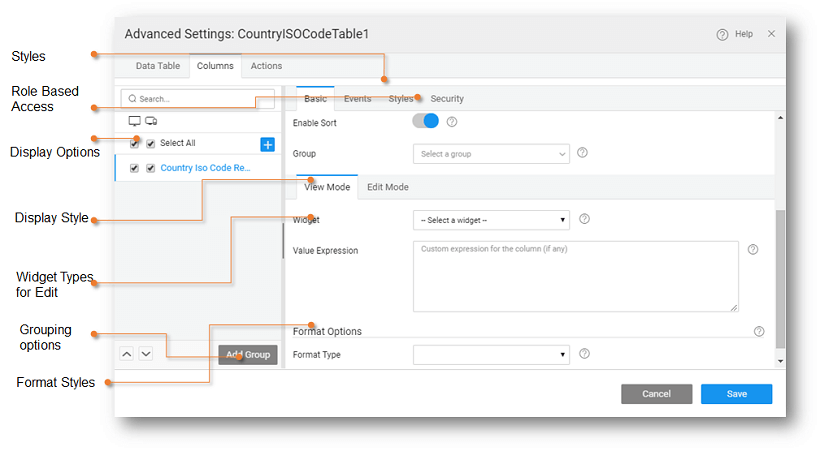 Advanced Settings: CountryISOCodeTable1
Help
Styles
Data Table Columns Actions
Role Based
Access
Search...
Basic Events Styles Security
Enable Sort
Display Options
Select All
Group
Select a group
Country Iso Code Re...
View Mode Edit Mode
Display Style
Widget
-- Select a widget --
Value Expression
Custom expression for the column (if any)
Widget Types
for Edit
Grouping
options
Format Options
Add Group
Format Type
Format Styles
Cancel
Save